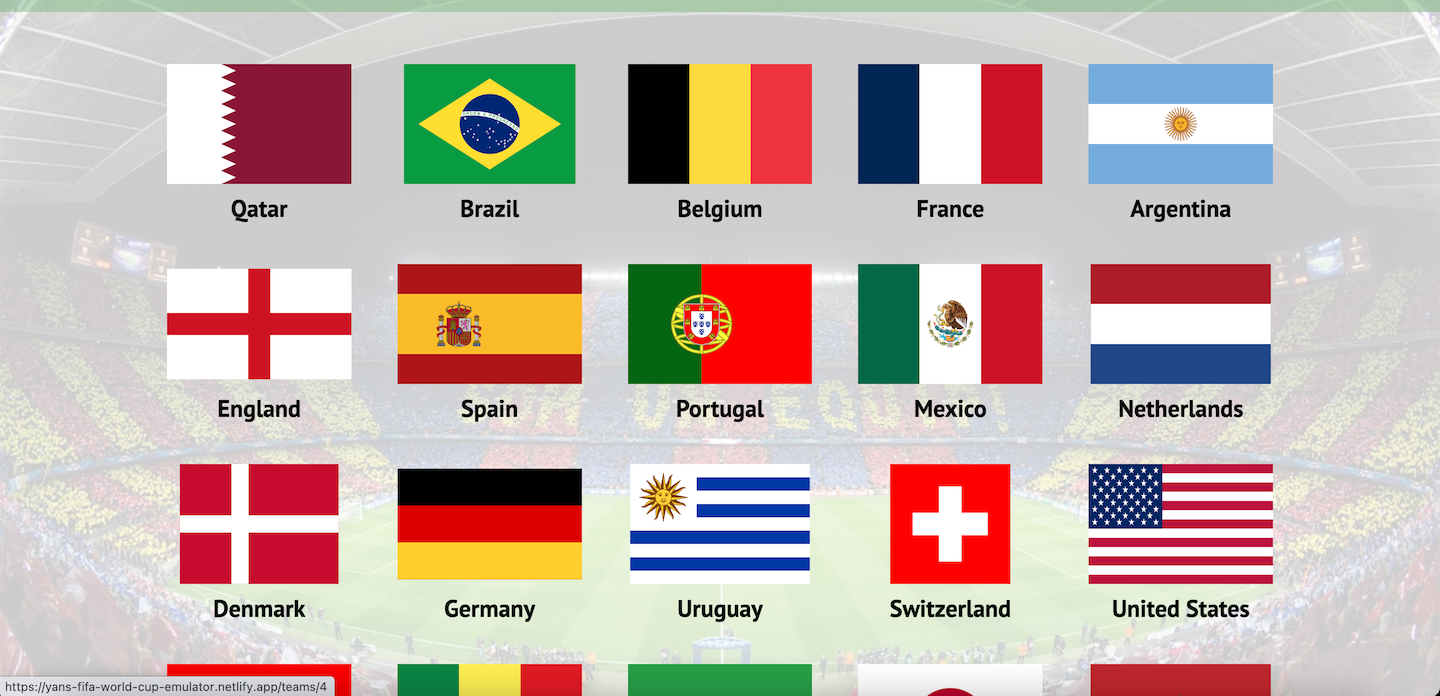 Qatar
Brazil
Belgium
France
Argentina
England
Spain
Portugal
Mexico
Netherlands
Denmark
Germany
Uruguay
Switzerland
United States
https://yans-fifa-world-cup-emulator.netlify.app/teams/4